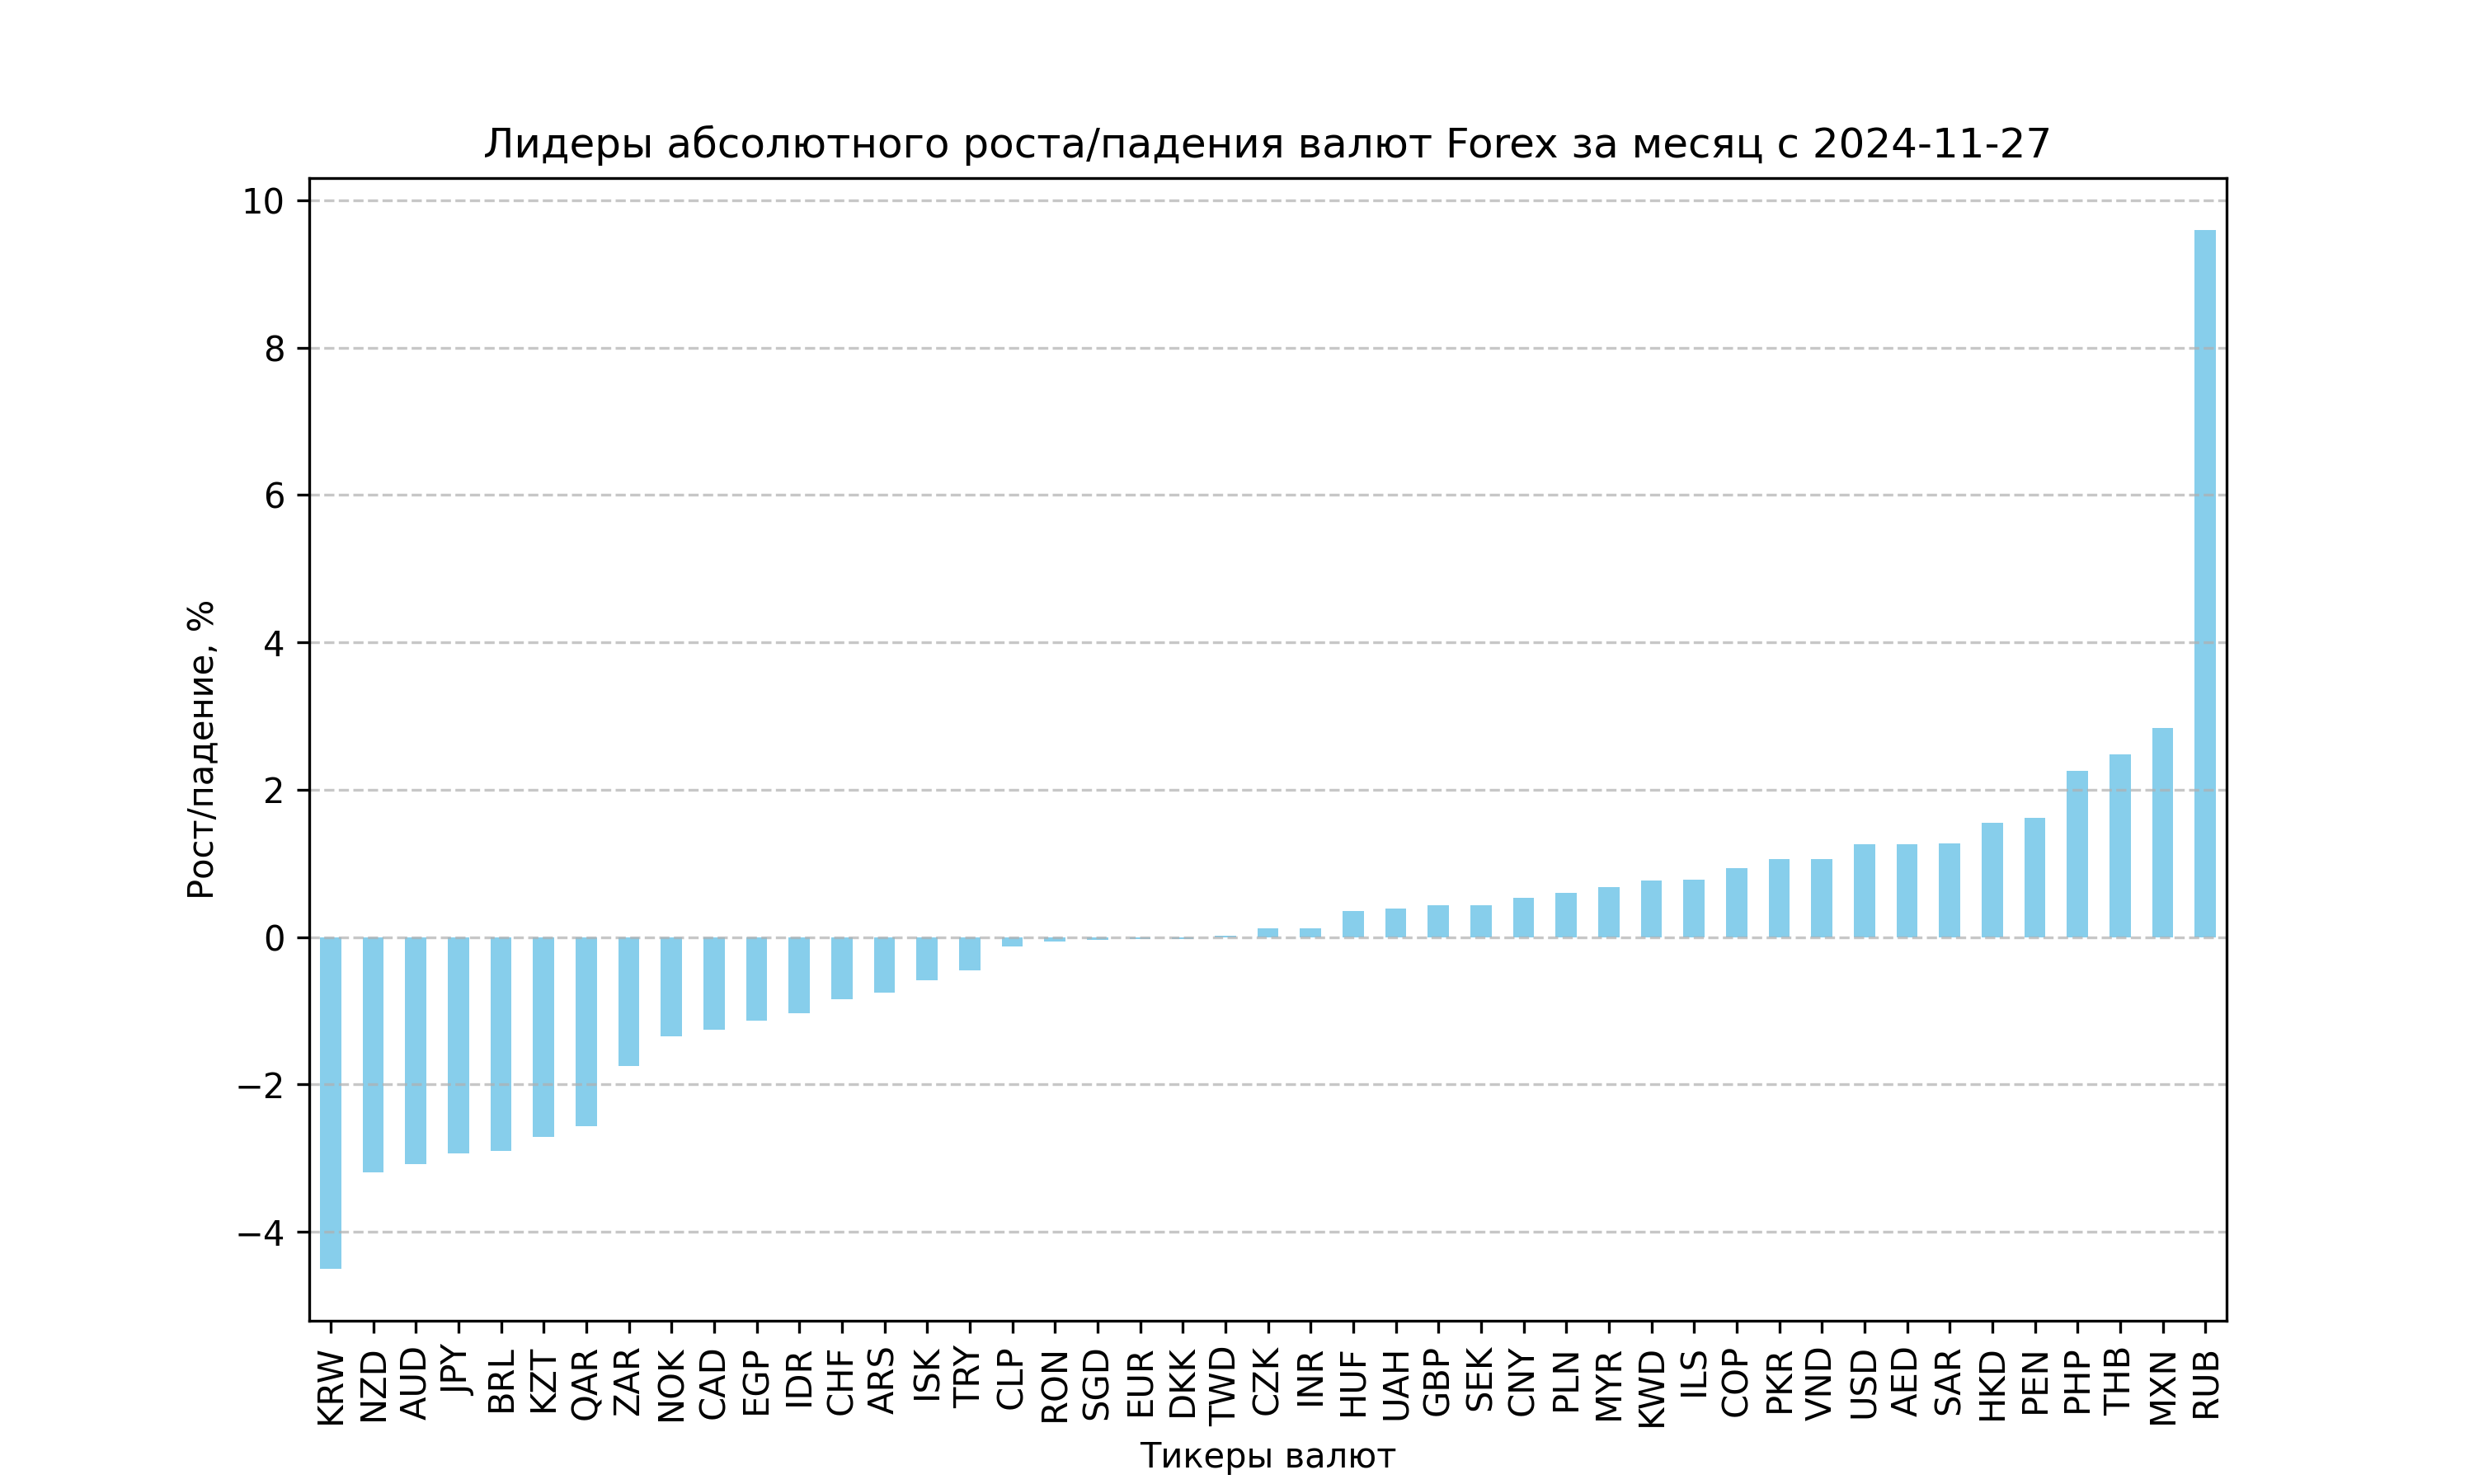 Лидеры абсолютного роста/падения валют Forex за месяц с 2024-11-27
Рост/падение, %
10
8
6
4
2
0
−2
−4
KRW
NZD
AUD
JPY
BRL
KZT
QAR
ZAR
NOK
CAD
EGP
IDR
CHF
ARS
ISK
TRY
CLP
RON
SGD
EUR
DKK
TWD
CZK
INR
HUF
UAH
GBP
SEK
CNY
PLN
MYR
KWD
ILS
COP
PKR
VND
USD
AED
SAR
HKD
PEN
PHP
THB
MXN
RUB
Тикеры валют